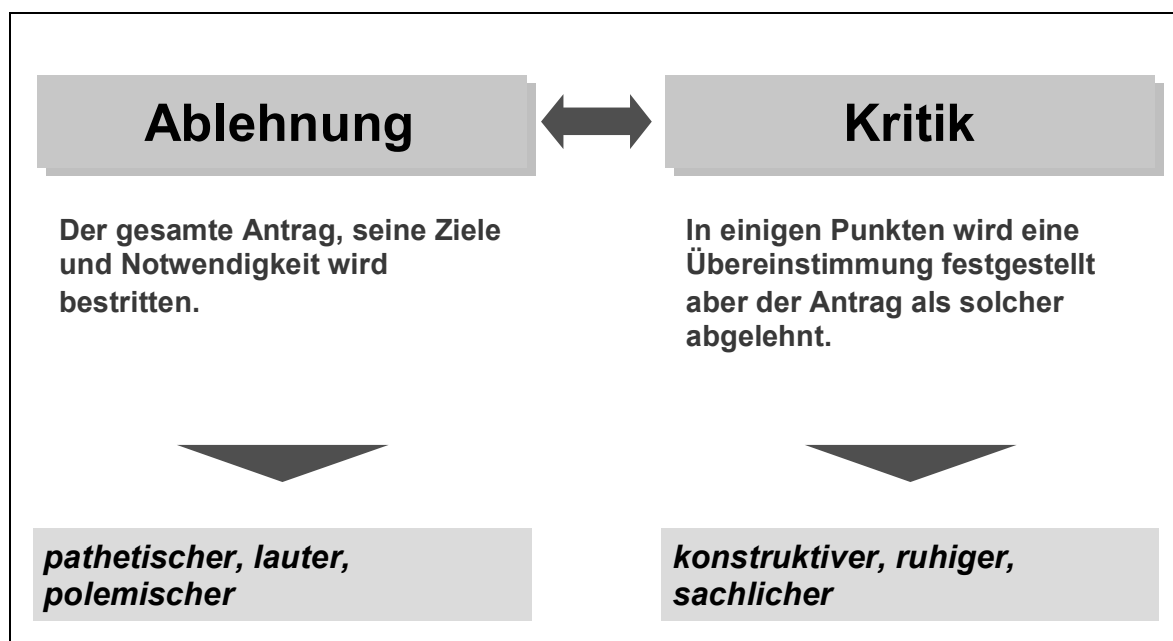 Ablehnung
Der gesamte Antrag, seine Ziele
und Notwendigkeit wird
bestritten.
pathetischer, lauter,
polemischer
Kritik
In einigen Punkten wird eine
Übereinstimmung festgestellt
aber der Antrag als solcher
abgelehnt.
konstruktiver, ruhiger,
sachlicher